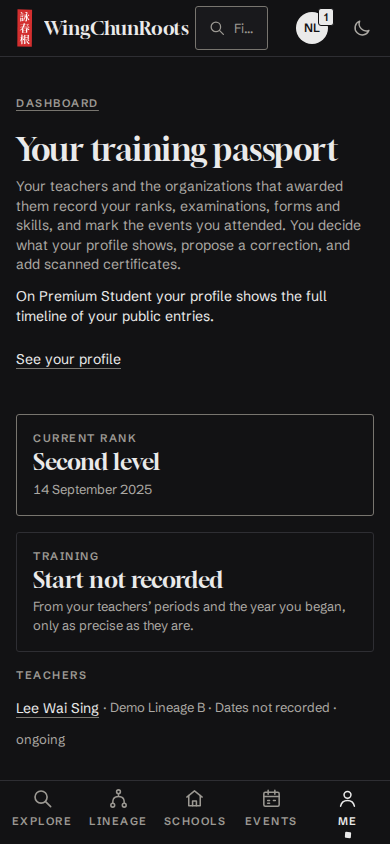 詠春根
WingChunRoots
Fi...
NL
1
DASHBOARD
Your training passport
Your teachers and the organizations that awarded
them record your ranks, examinations, forms and
skills, and mark the events you attended. You decide
what your profile shows, propose a correction, and
add scanned certificates.
On Premium Student your profile shows the full
timeline of your public entries.
See your profile
CURRENT RANK
Second level
14 September 2025
TRAINING
Start not recorded
From your teachers’ periods and the year you began,
only as precise as they are.
TEACHERS
Lee Wai Sing · Demo Lineage B · Dates not recorded ·
ongoing
EXPLORE LINEAGE SCHOOLS EVENTS ME